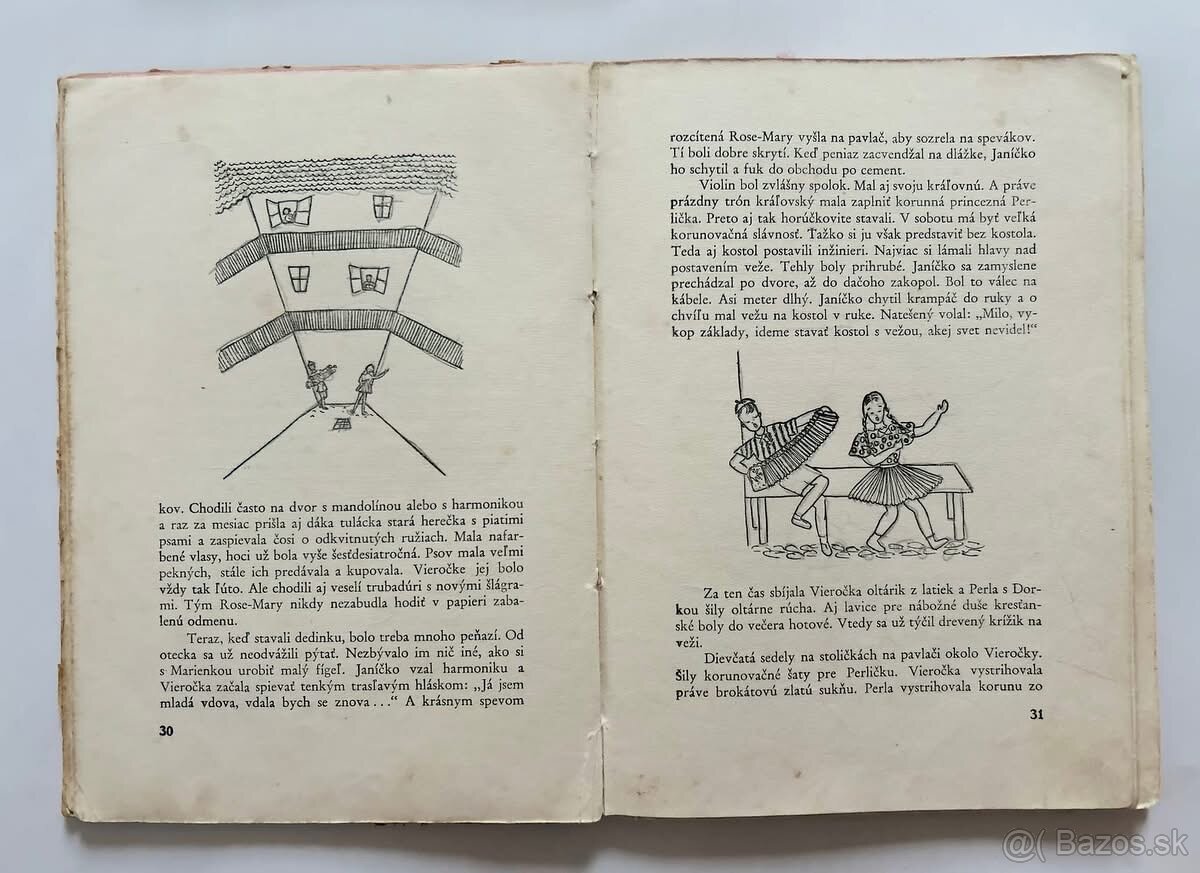 kov. Chodili často na dvor s mandolínou alebo s harmonikou
a raz za mesiac prišla aj dáka tulácka stará herečka s piatimi
psami a zaspievala čosi o odkvitnutých ružiach. Mala nafar-
bené vlasy, hoci už bola vyše šesťdesiatročná. Psov mala veľmi
pekných, stále ich predávala a kupovala. Vieročke jej bolo
vždy tak ľúto. Ale chodili aj veselí trubadúri s novými šlágra-
mi. Tým Rose-Mary nikdy nezabudla hodiť v papieri zaba-
lenú odmenu.
Teraz, keď stavali dedinku, bolo treba mnoho peňazí. Od
otecka sa už neodvážili pýtať. Nezbývalo im nič iné, ako si
s Marienkou urobiť malý fígeľ. Janíčko vzal harmoniku a
Vieročka začala spievať tenkým trasľavým hláskom: „Já jsem
mladá vdova, vdala bych se znova...“ A krásnym spevom
30
rozcítená Rose-Mary vyšla na pavlač, aby sozrela na spevákov.
Tí boli dobre skrytí. Keď peniaz zacvendžal na dlážke, Janíčko
ho schytil a fuk do obchodu po cement.
Violin bol zvlášny spolok. Mal aj svoju kráľovnú. A práve
prázdny trón kráľovský mala zaplniť korunná princezná Per-
lička. Preto aj tak horúčkovite stavali. V sobotu má byť veľká
korunovačná slávnosť. Ťažko si ju však predstaviť bez kostola.
Teda aj kostol postavili inžinieri. Najviac si lámali hlavy nad
postavením veže. Tehly boly prihrubé. Janíčko sa zamyslene
prechádzal po dvore, až do dačoho zakopol. Bol to válec na
kábele. Asi meter dlhý. Janíčko chytil krampáč do ruky a o
chvíľu mal vežu na kostol v ruke. Natešený volal: „Milo, vy-
kop základy, ideme stavať kostol s vežou, akej svet nevidel!“
Za ten čas sbíjala Vieročka oltárik z latiek a Perla s Dor-
kou šily oltárne rúcha. Aj lavice pre nábožné duše kresťan-
ské boly do večera hotové. Vtedy sa už týčil drevený krížik na
veži.
Dievčatá sedely na stoličkách na pavlači okolo Vieročky.
Šily korunovačné šaty pre Perličku. Vieročka vystrihovala
práve brokátovú zlatú sukňu. Perla vystrihovala korunu zo
31
@( Bazos.sk